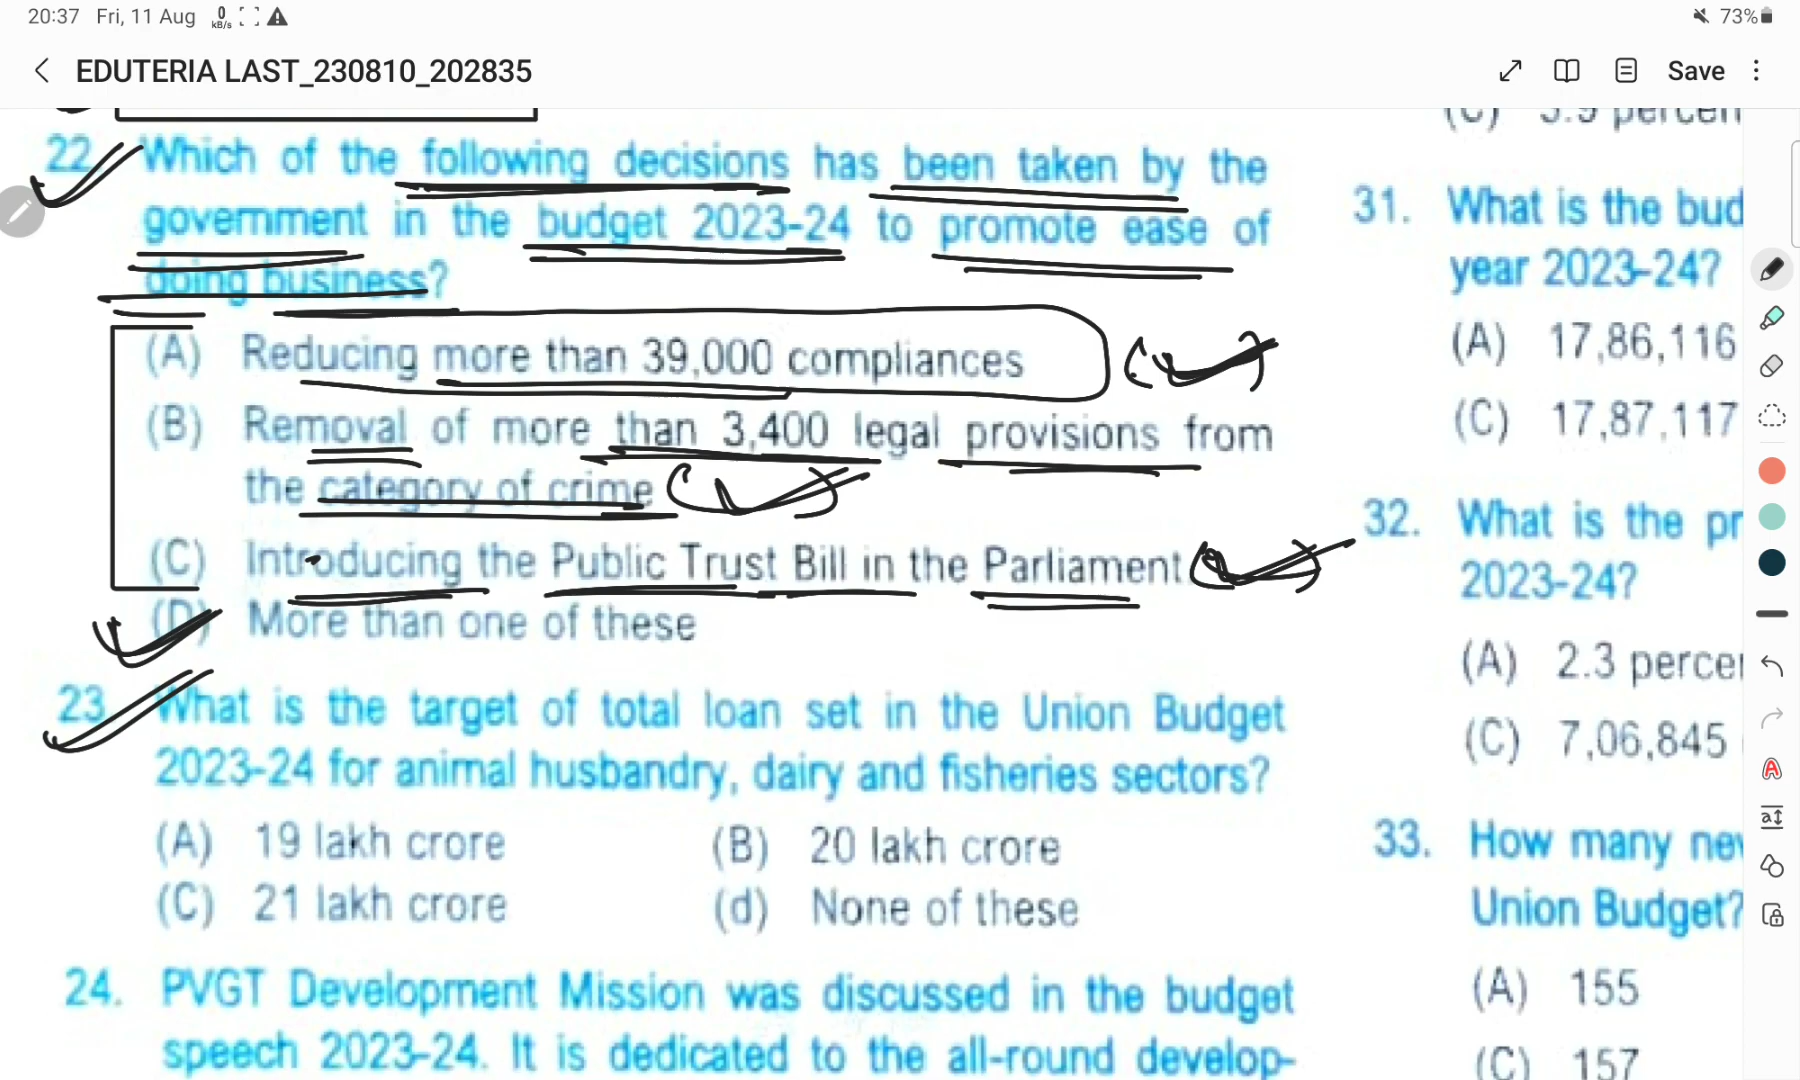 20:37 Fri, 11 Aug 0 kB/s 73%
EDUTERIA LAST_230810_202835
Save
22. Which of the following decisions has been taken by the
government in the budget 2023-24 to promote ease of
doing business?
(A) Reducing more than 39,000 compliances
(B) Removal of more than 3,400 legal provisions from
the category of crime
(C) Introducing the Public Trust Bill in the Parliament
(D) More than one of these
23. What is the target of total loan set in the Union Budget
2023-24 for animal husbandry, dairy and fisheries sectors?
(A) 19 lakh crore (B) 20 lakh crore
(C) 21 lakh crore (d) None of these
24. PVGT Development Mission was discussed in the budget
speech 2023-24. It is dedicated to the all-round develop-
31. What is the bud
year 2023-24?
(A) 17,86,116
(C) 17,87,117
32. What is the pr
2023-24?
(A) 2.3 percen
(C) 7,06,845
33. How many new
Union Budget?
(A) 155
(C) 157